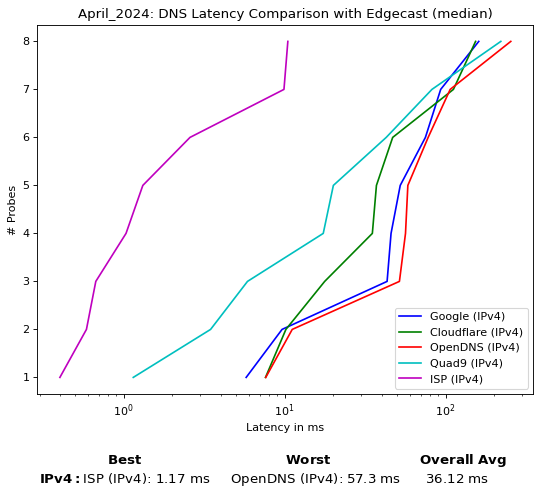 April_2024: DNS Latency Comparison with Edgecast (median)
8
7
6
5
4
3
2
1
# Probes
10⁰
10¹
10²
Latency in ms
Google (IPv4)
Cloudflare (IPv4)
OpenDNS (IPv4)
Quad9 (IPv4)
ISP (IPv4)
Best Worst Overall Avg
IPv4: ISP (IPv4): 1.17 ms OpenDNS (IPv4): 57.3 ms 36.12 ms